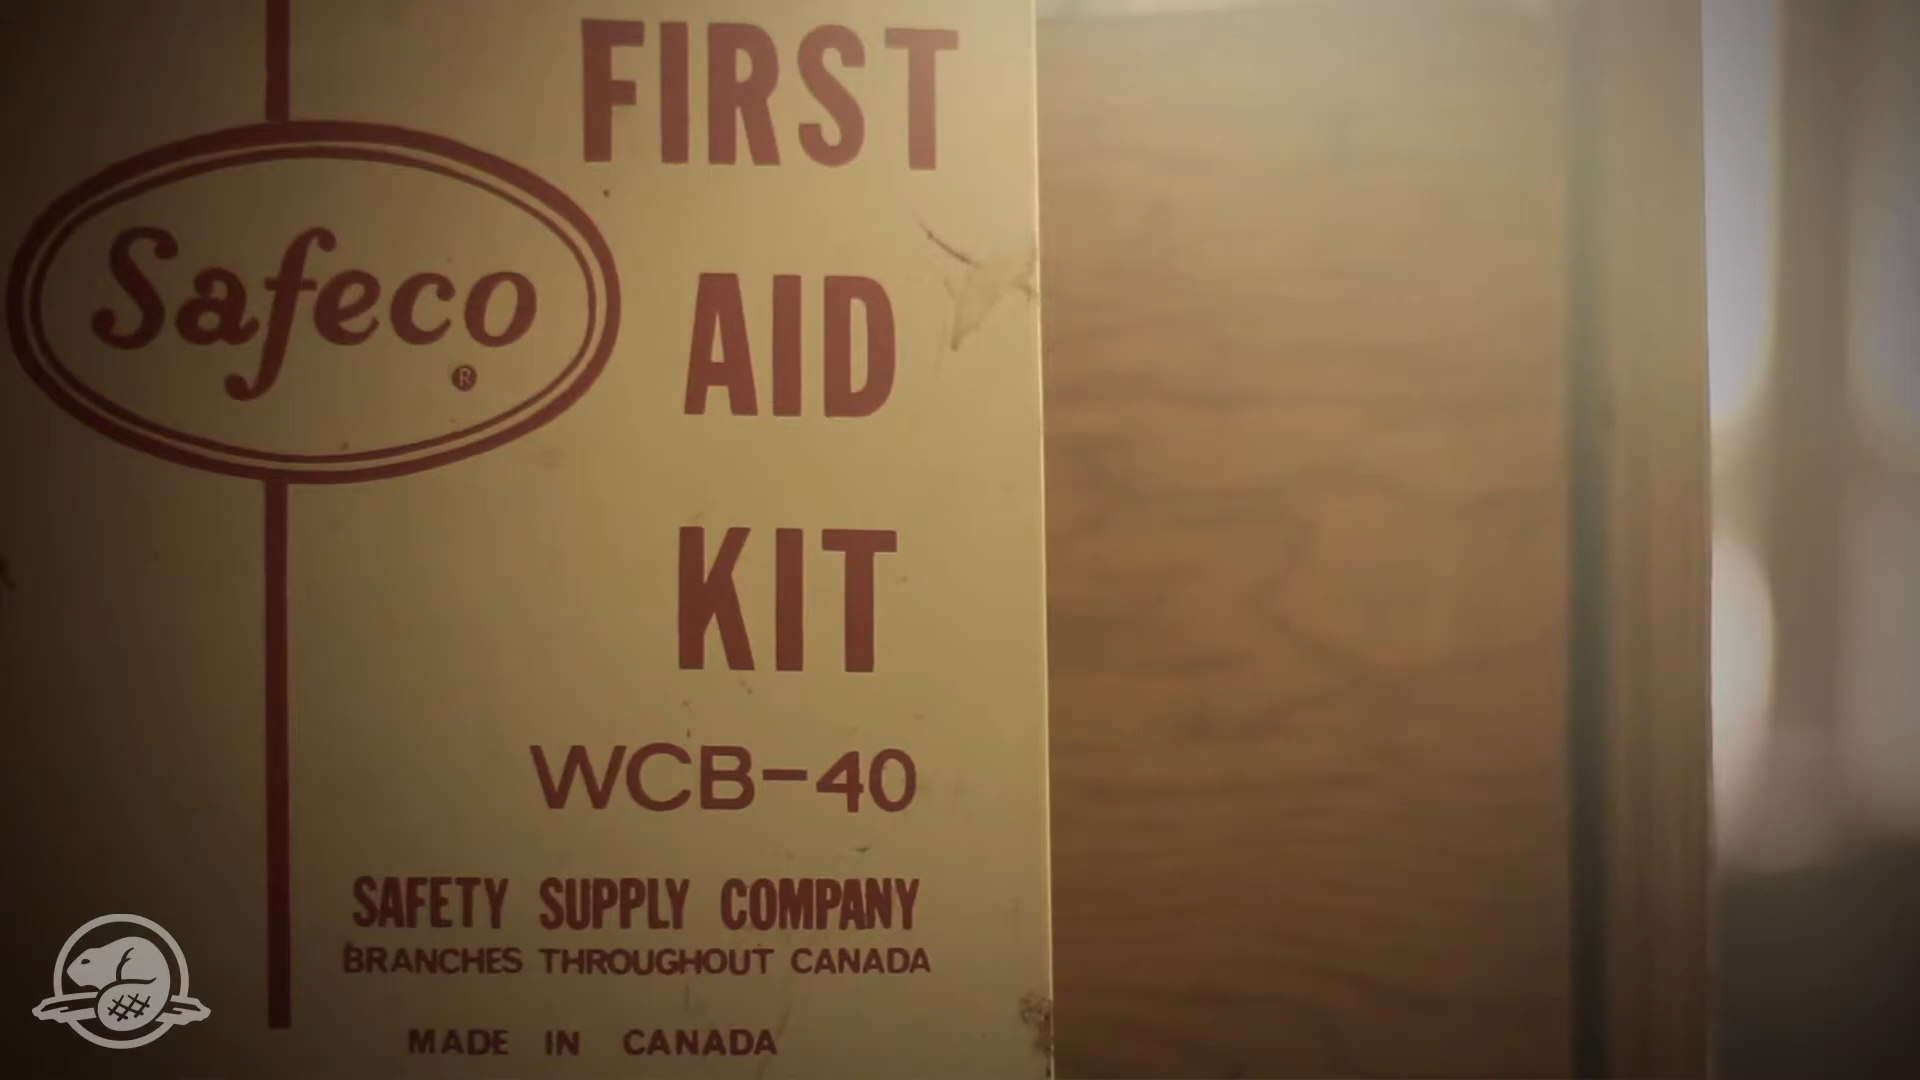 FIRST
AID
KIT
Safeco
®
WCB-40
SAFETY SUPPLY COMPANY
BRANCHES THROUGHOUT CANADA
MADE IN CANADA